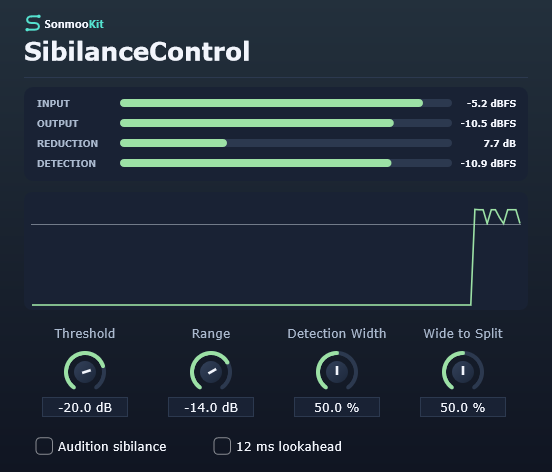 SonmooKit
SibilanceControl
INPUT -5.2 dBFS
OUTPUT -10.5 dBFS
REDUCTION 7.7 dB
DETECTION -10.9 dBFS
Threshold Range Detection Width Wide to Split
-20.0 dB -14.0 dB 50.0 % 50.0 %
Audition sibilance 12 ms lookahead